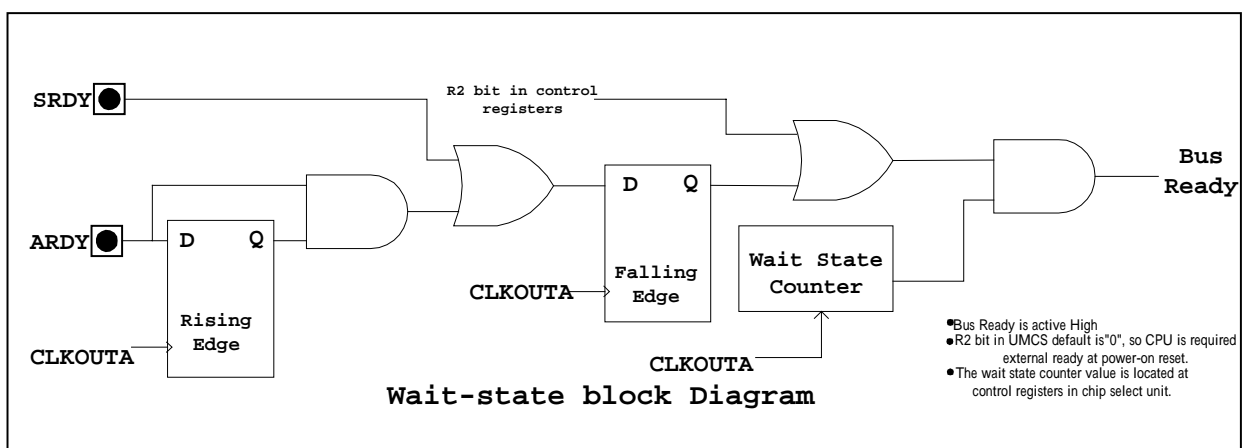 SRDY
R2 bit in control
registers
Bus
Ready
D Q
ARDY
D Q
Wait State
Counter
Falling
Edge
CLKOUTA
Rising
Edge
CLKOUTA
CLKOUTA
●Bus Ready is active High
●R2 bit in UMCS default is"0", so CPU is required
external ready at power-on reset.
●The wait state counter value is located at
control registers in chip select unit.
Wait-state block Diagram